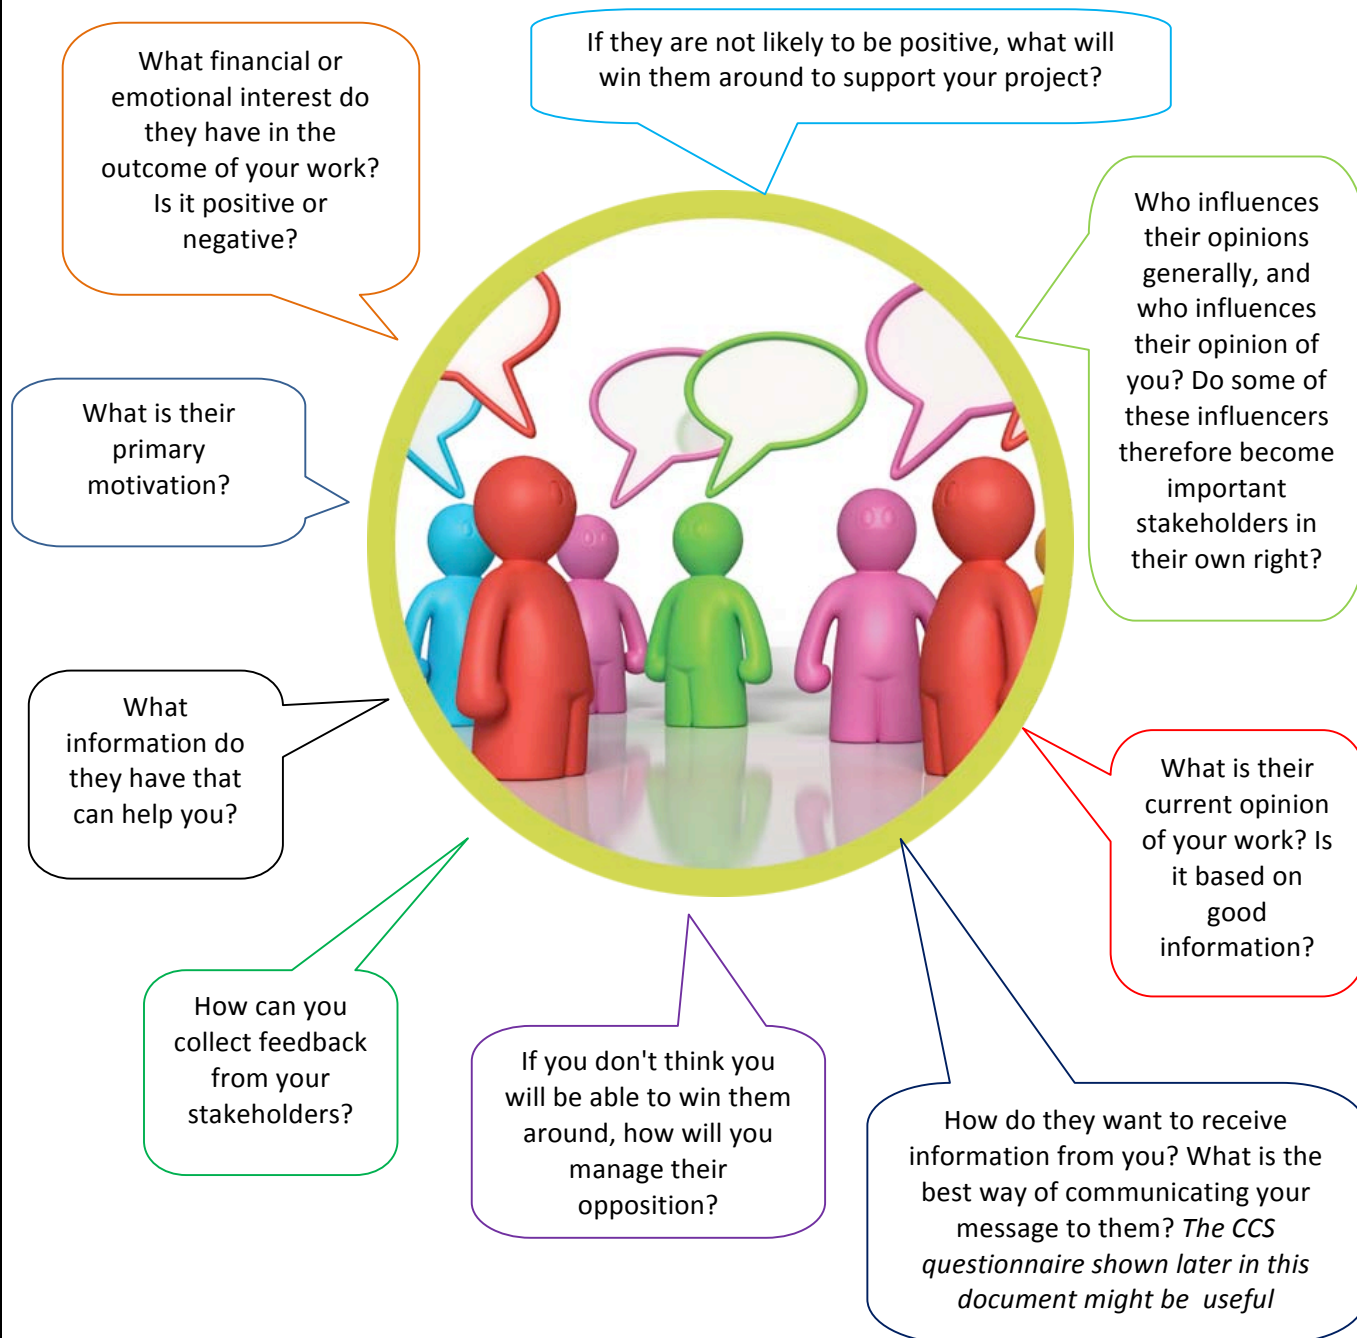 What financial or
emotional interest do
they have in the
outcome of your work?
Is it positive or
negative?
If they are not likely to be positive, what will
win them around to support your project?
Who influences
their opinions
generally, and
who influences
their opinion of
you? Do some of
these influencers
therefore become
important
stakeholders in
their own right?
What is their
primary
motivation?
What
information do
they have that
can help you?
What is their
current opinion
of your work? Is
it based on
good
information?
How can you
collect feedback
from your
stakeholders?
If you don't think you
will be able to win them
around, how will you
manage their
opposition?
How do they want to receive
information from you? What is the
best way of communicating your
message to them? The CCS
questionnaire shown later in this
document might be  useful